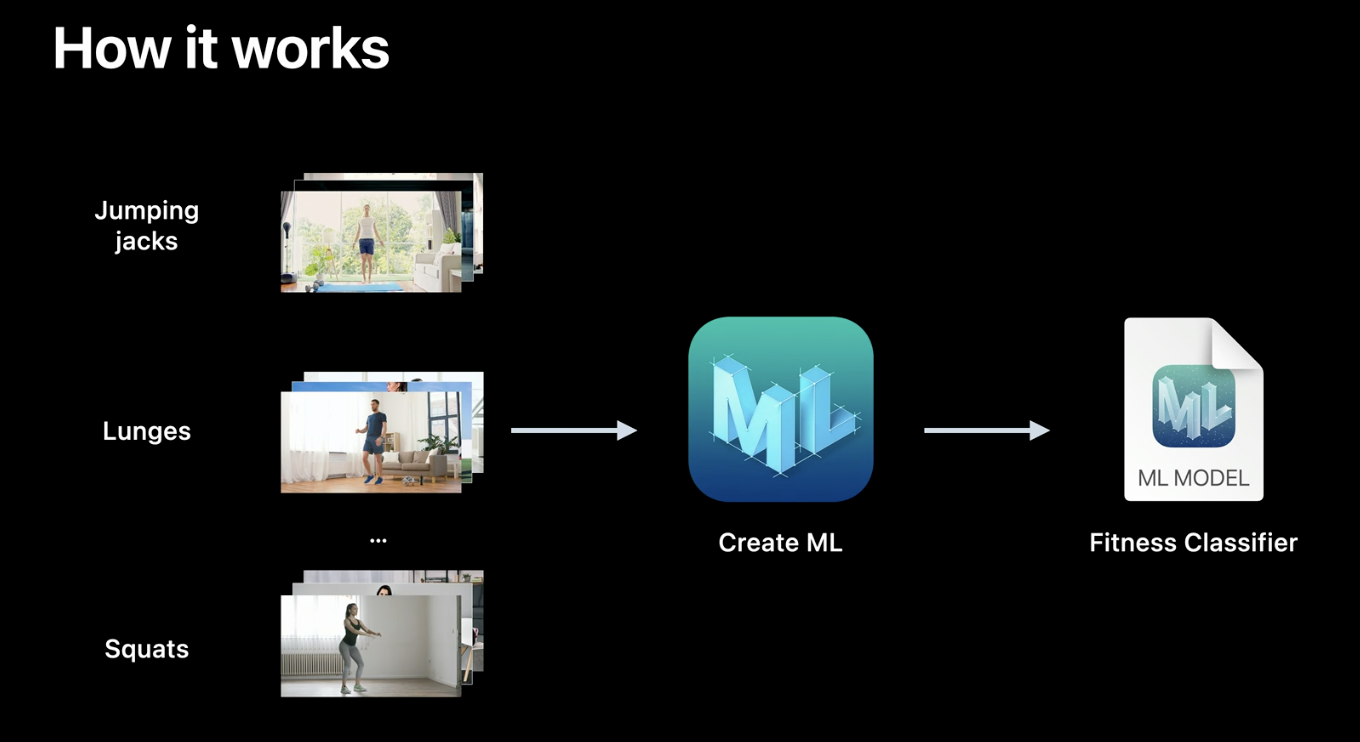 How it works
Jumping
jacks
Lunges
...
Squats
ML
Create ML
ML
ML MODEL
Fitness Classifier